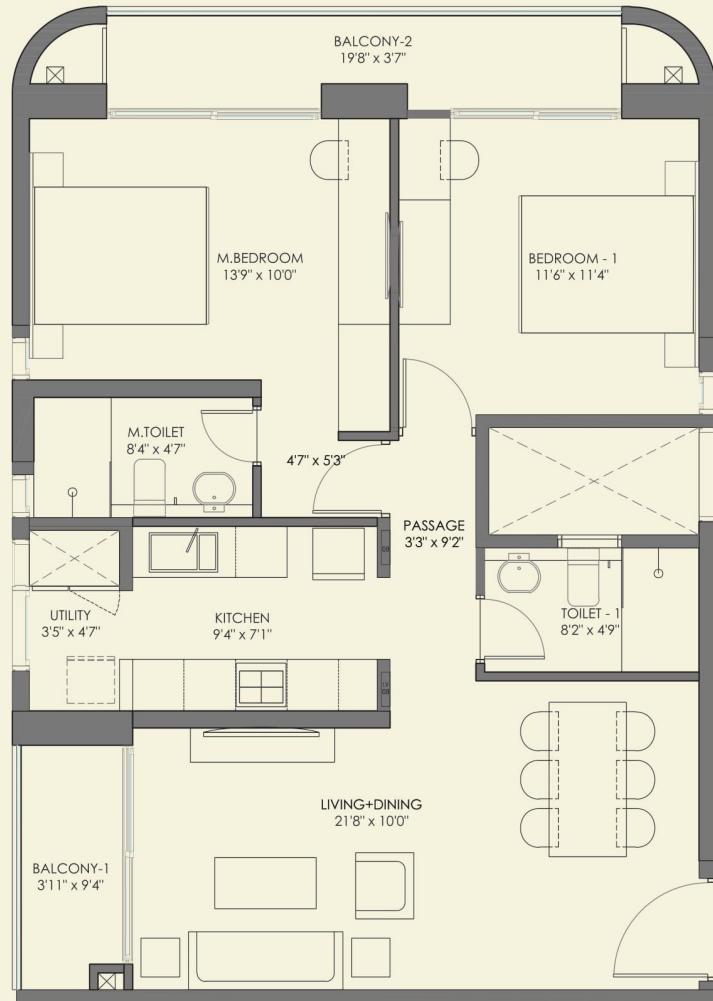 BALCONY-2
19'8" x 3'7"
M.BEDROOM
13'9" x 10'0"
BEDROOM - 1
11'6" x 11'4"
M.TOILET
8'4" x 4'7"
4'7" x 5'3"
PASSAGE
3'3" x 9'2"
DB
UTILITY
3'5" x 4'7"
KITCHEN
9'4" x 7'1"
TOILET - 1
8'2" x 4'9"
LV
DB
LIVING+DINING
21'8" x 10'0"
BALCONY-1
3'11" x 9'4"